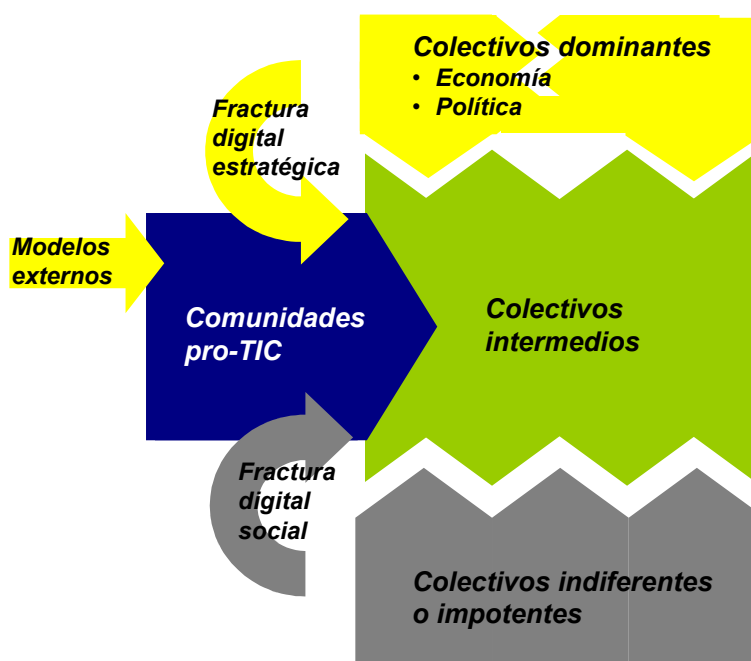 Colectivos dominantes
• Economía
• Política
Fractura
digital
estratégica
Modelos
externos
Comunidades
pro-TIC
Colectivos
intermedios
Fractura
digital
social
Colectivos indiferentes
o impotentes